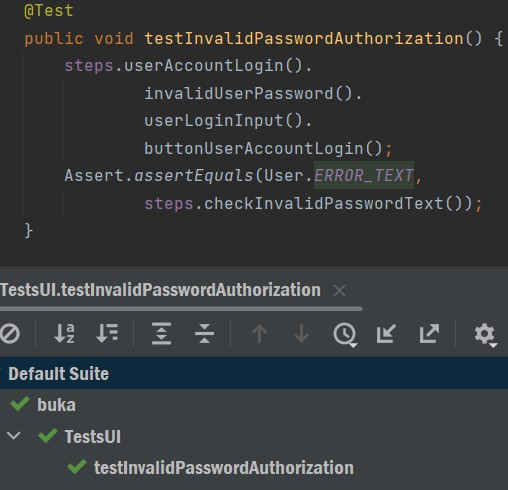 @Test
public void testInvalidPasswordAuthorization() {
steps.userAccountLogin().
invalidUserPassword().
userLoginInput().
buttonUserAccountLogin();
Assert.assertEquals(User.ERROR_TEXT,
steps.checkInvalidPasswordText());
}
TestsUI.testInvalidPasswordAuthorization
Default Suite
buka
TestsUI
testInvalidPasswordAuthorization